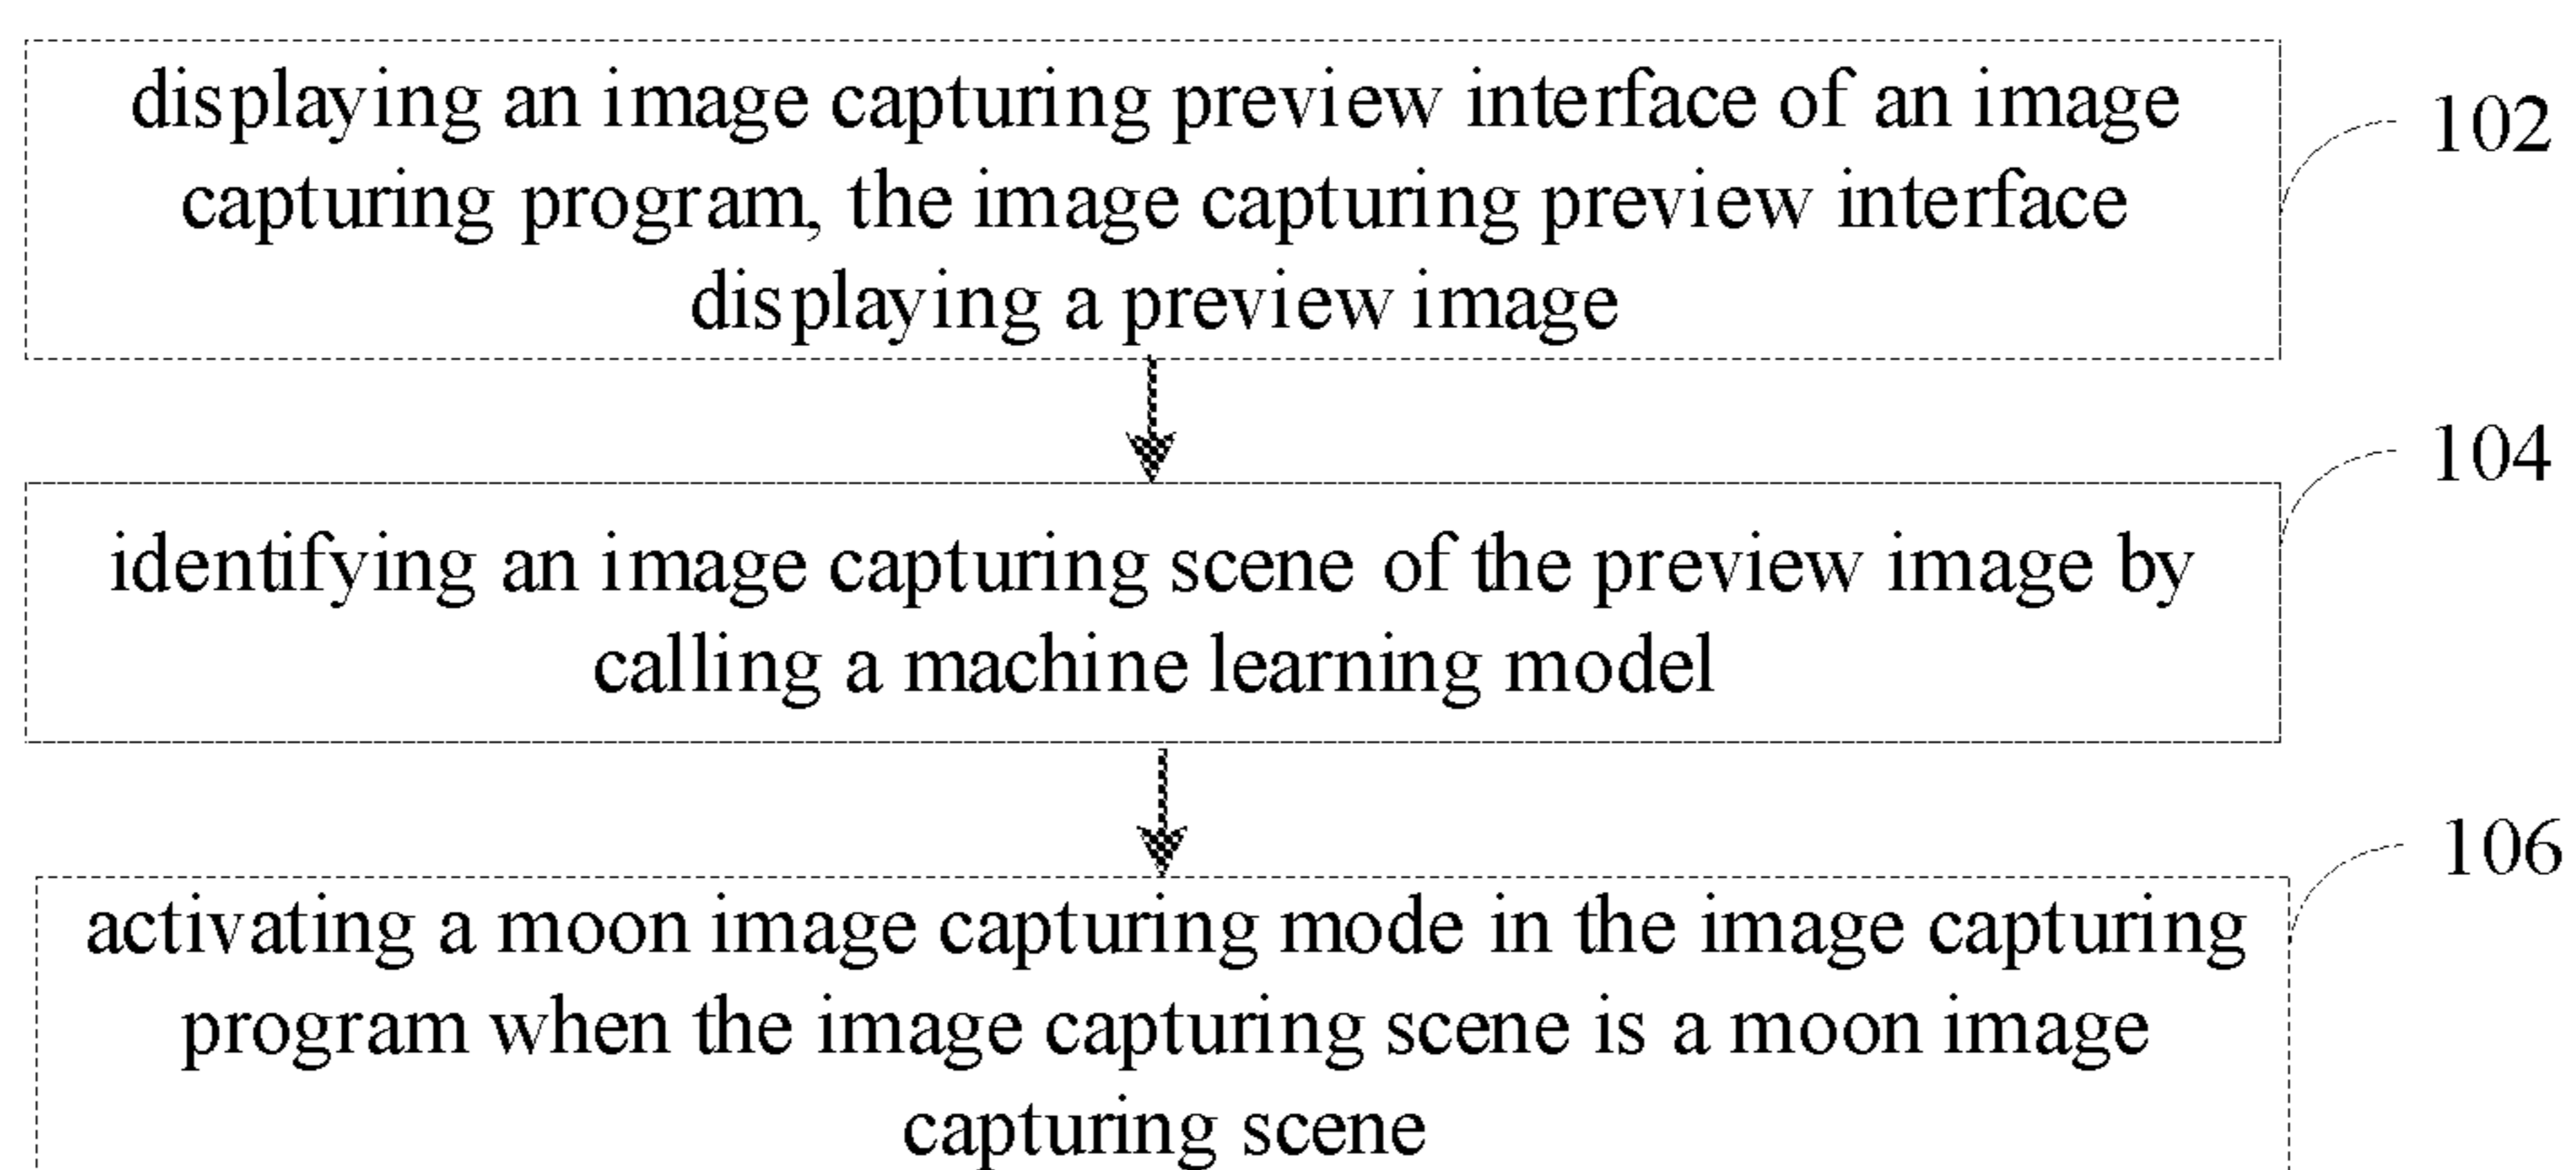 displaying an image capturing preview interface of an image
capturing program, the image capturing preview interface
displaying a preview image
102
identifying an image capturing scene of the preview image by
calling a machine learning model
104
activating a moon image capturing mode in the image capturing
program when the image capturing scene is a moon image
capturing scene
106